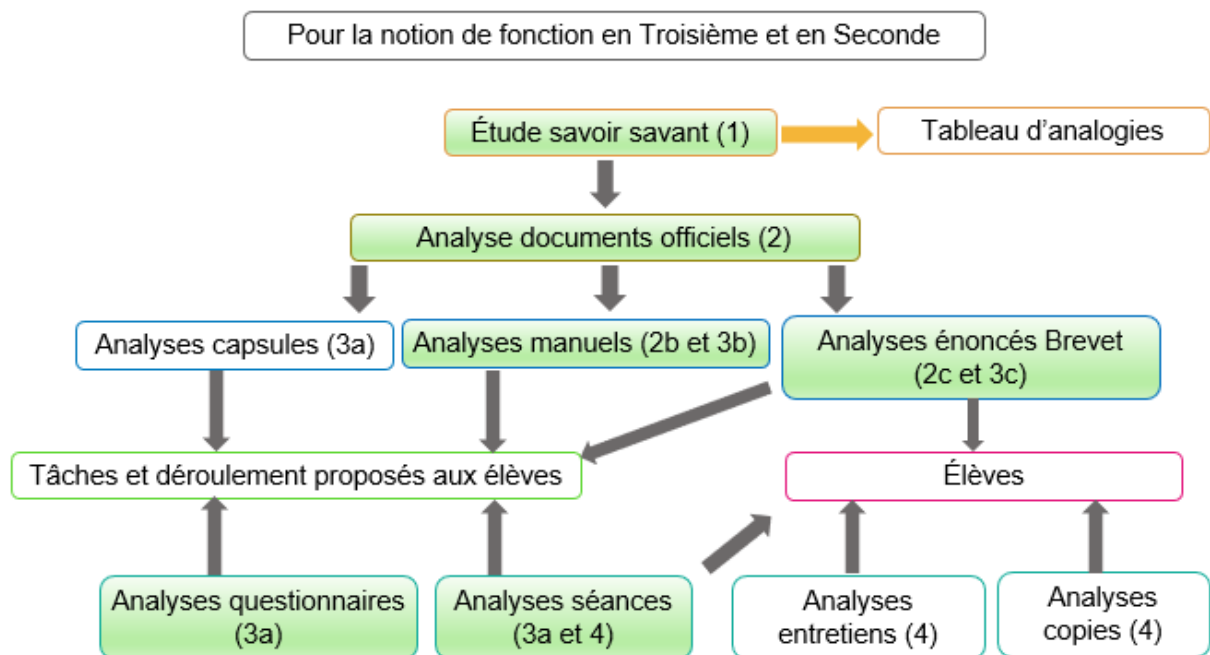 Pour la notion de fonction en Troisième et en Seconde
Étude savoir savant (1)
Tableau d’analogies
Analyse documents officiels (2)
Analyses capsules (3a)
Analyses manuels (2b et 3b)
Analyses énoncés Brevet
(2c et 3c)
Tâches et déroulement proposés aux élèves
Élèves
Analyses questionnaires
(3a)
Analyses séances
(3a et 4)
Analyses
entretiens (4)
Analyses
copies (4)